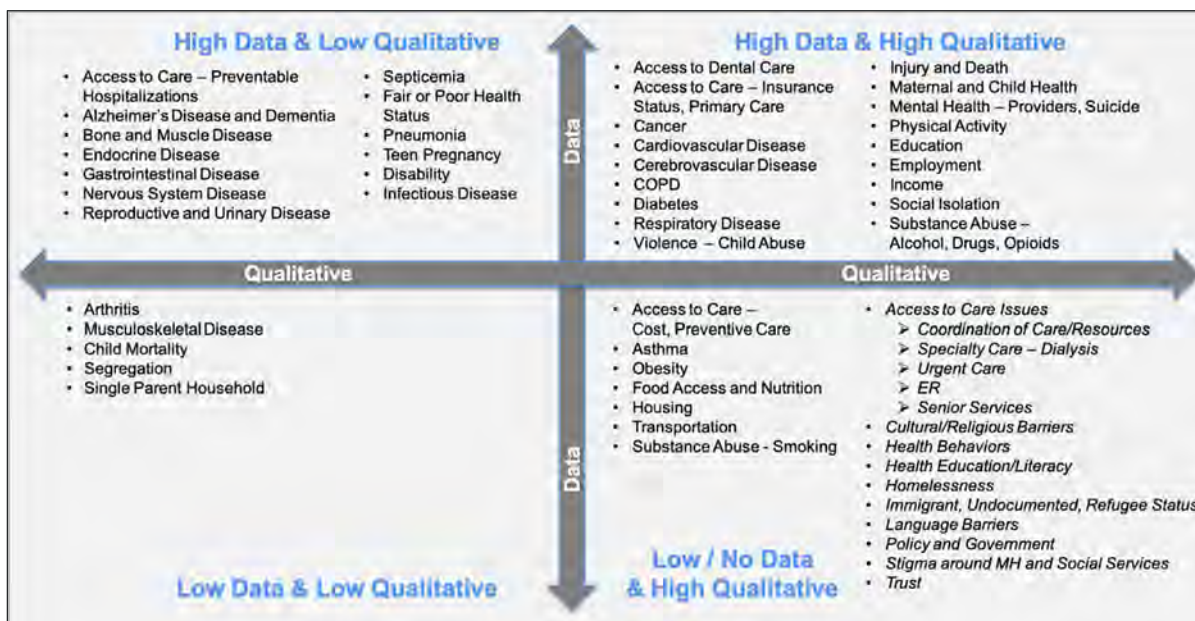 High Data & Low Qualitative
• Access to Care – Preventable
Hospitalizations
• Alzheimer's Disease and Dementia
• Bone and Muscle Disease
• Endocrine Disease
• Gastrointestinal Disease
• Nervous System Disease
• Reproductive and Urinary Disease
• Septicemia
• Fair or Poor Health
Status
• Pneumonia
• Teen Pregnancy
• Disability
• Infectious Disease
Data
High Data & High Qualitative
• Access to Dental Care
• Access to Care – Insurance
Status, Primary Care
• Cancer
• Cardiovascular Disease
• Cerebrovascular Disease
• COPD
• Diabetes
• Respiratory Disease
• Violence – Child Abuse
• Injury and Death
• Maternal and Child Health
• Mental Health – Providers, Suicide
• Physical Activity
• Education
• Employment
• Income
• Social Isolation
• Substance Abuse –
Alcohol, Drugs, Opioids
Qualitative
Qualitative
• Arthritis
• Musculoskeletal Disease
• Child Mortality
• Segregation
• Single Parent Household
Low Data & Low Qualitative
Data
• Access to Care –
Cost, Preventive Care
• Asthma
• Obesity
• Food Access and Nutrition
• Housing
• Transportation
• Substance Abuse - Smoking
Low / No Data
& High Qualitative
• Access to Care Issues
➢ Coordination of Care/Resources
➢ Specialty Care – Dialysis
➢ Urgent Care
➢ ER
➢ Senior Services
• Cultural/Religious Barriers
• Health Behaviors
• Health Education/Literacy
• Homelessness
• Immigrant, Undocumented, Refugee Status
• Language Barriers
• Policy and Government
• Stigma around MH and Social Services
• Trust